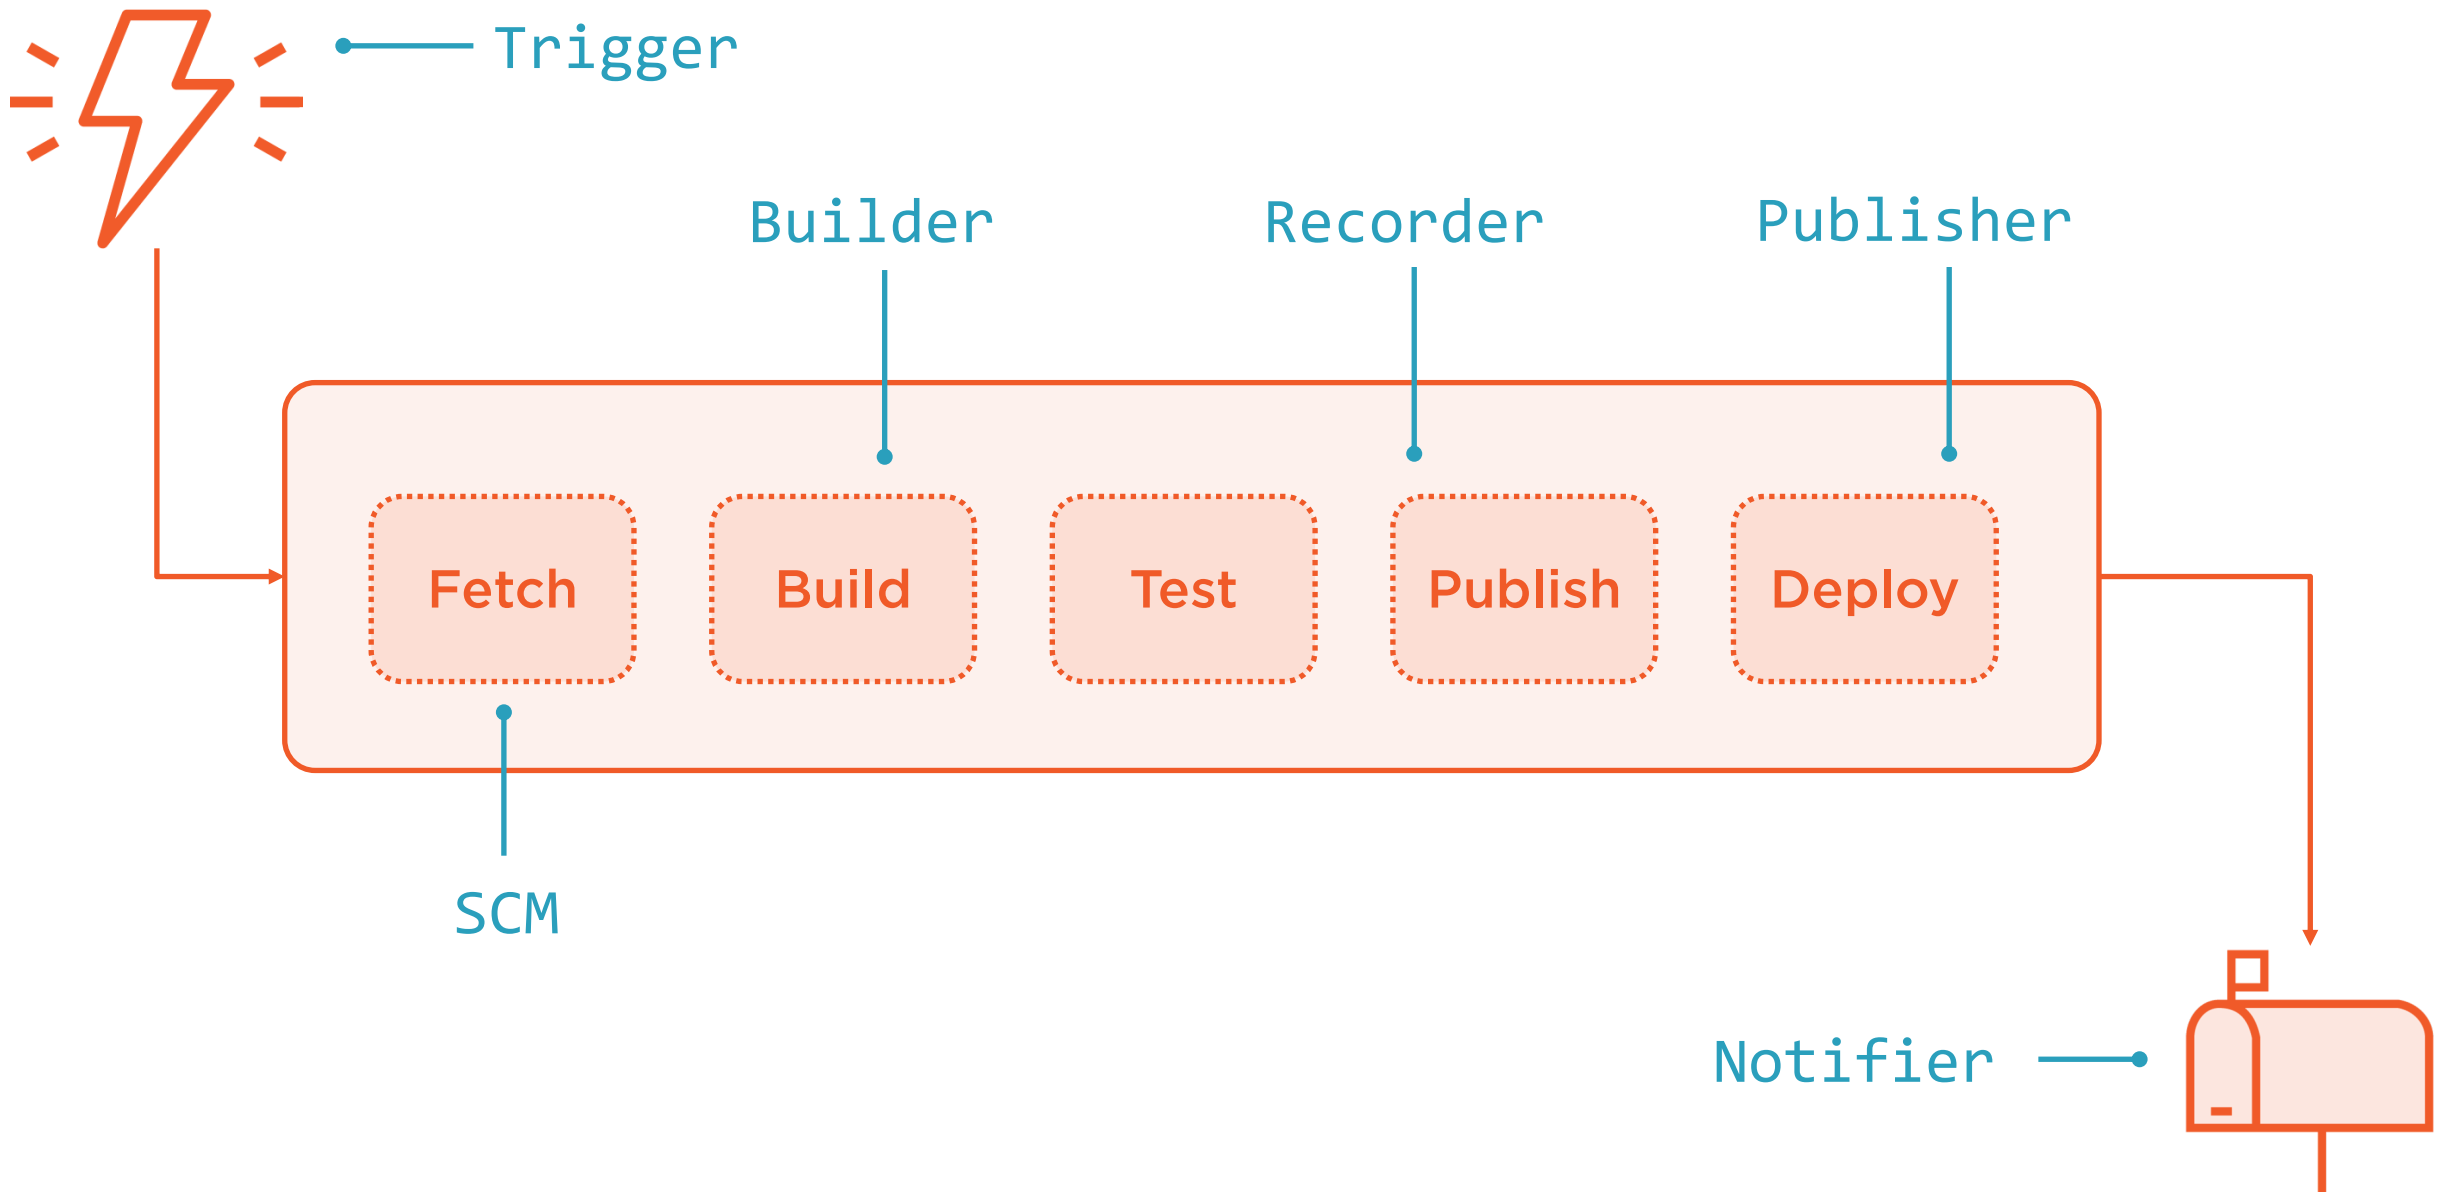 Trigger
Builder
Recorder
Publisher
Fetch
Build
Test
Publish
Deploy
SCM
Notifier